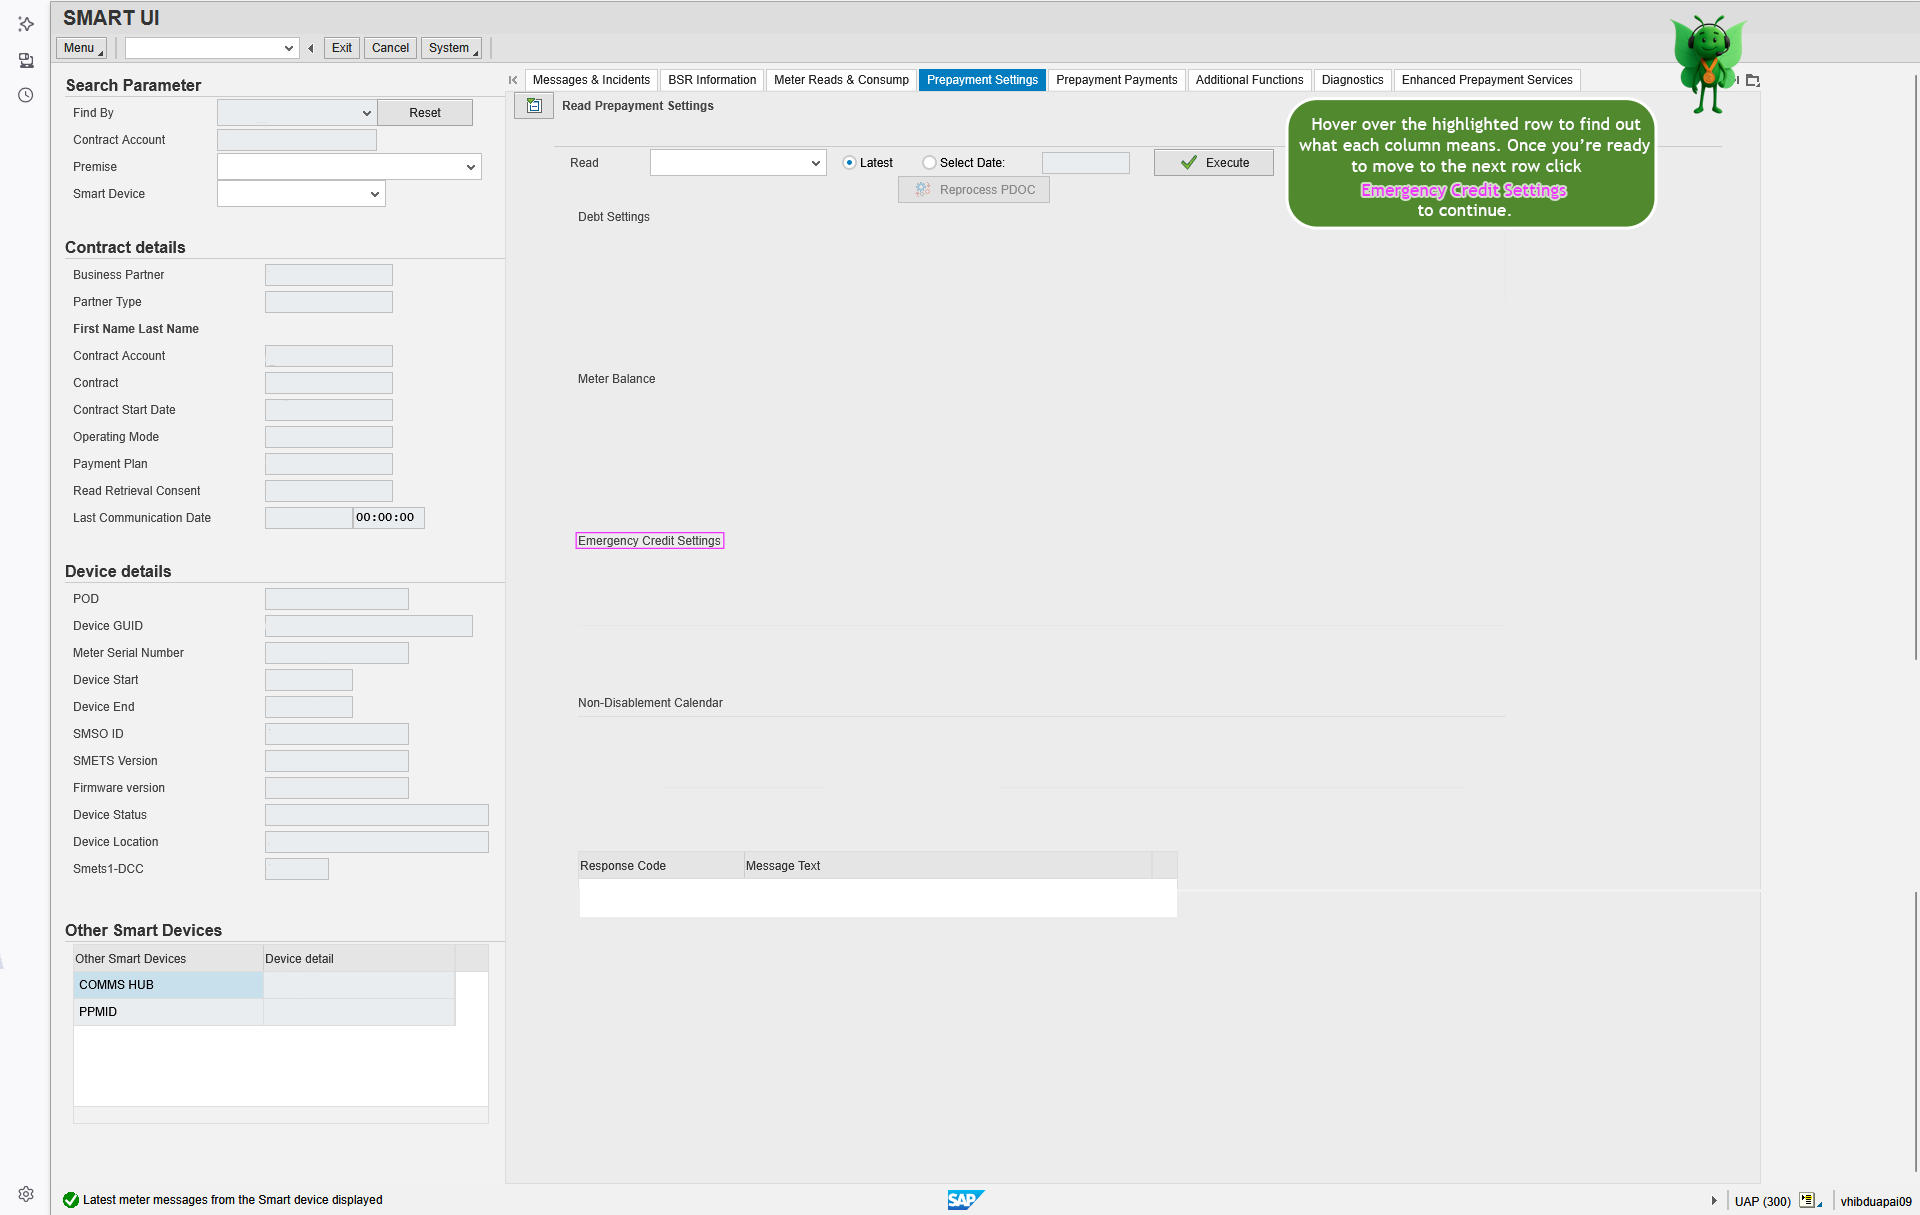 SMART UI
Menu
Exit
Cancel
System
Search Parameter
Find By
Reset
Contract Account
Premise
Smart Device
Contract details
Business Partner
Partner Type
First Name Last Name
Contract Account
Contract
Contract Start Date
Operating Mode
Payment Plan
Read Retrieval Consent
Last Communication Date 00:00:00
Device details
POD
Device GUID
Meter Serial Number
Device Start
Device End
SMSO ID
SMETS Version
Firmware version
Device Status
Device Location
Smets1-DCC
Other Smart Devices
Other Smart Devices Device detail
COMMS HUB
PPMID
Messages & Incidents BSR Information Meter Reads & Consump Prepayment Settings Prepayment Payments Additional Functions Diagnostics Enhanced Prepayment Services
Read Prepayment Settings
Read Latest Select Date: Execute
Reprocess PDOC
Hover over the highlighted row to find out
what each column means. Once you're ready
to move to the next row click
Emergency Credit Settings
to continue.
Debt Settings
Meter Balance
Emergency Credit Settings
Non-Disablement Calendar
Response Code Message Text
Latest meter messages from the Smart device displayed
SAP
UAP (300)
vhibduapai09